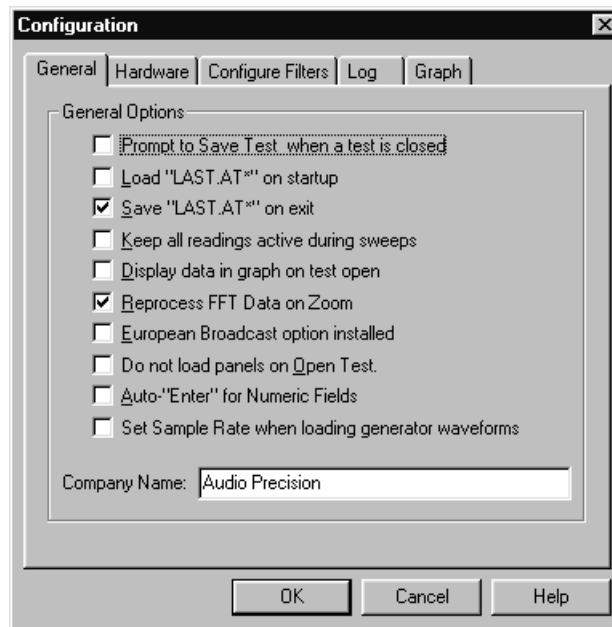 Configuration
General Hardware Configure Filters Log Graph
General Options
Prompt to Save Test when a test is closed
Load "LAST.AT*" on startup
Save "LAST.AT*" on exit
Keep all readings active during sweeps
Display data in graph on test open
Reprocess FFT Data on Zoom
European Broadcast option installed
Do not load panels on Open Test.
Auto-"Enter" for Numeric Fields
Set Sample Rate when loading generator waveforms
Company Name: Audio Precision
OK Cancel Help